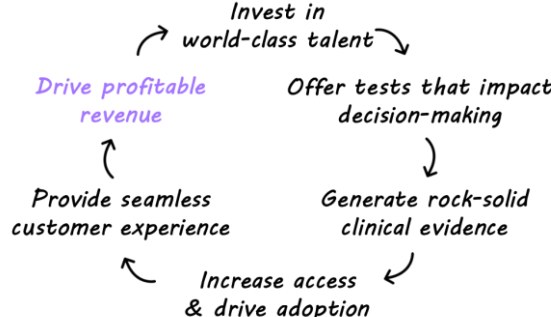 Invest in
world-class talent
Offer tests that impact
decision-making
Generate rock-solid
clinical evidence
Increase access
& drive adoption
Provide seamless
customer experience
Drive profitable
revenue